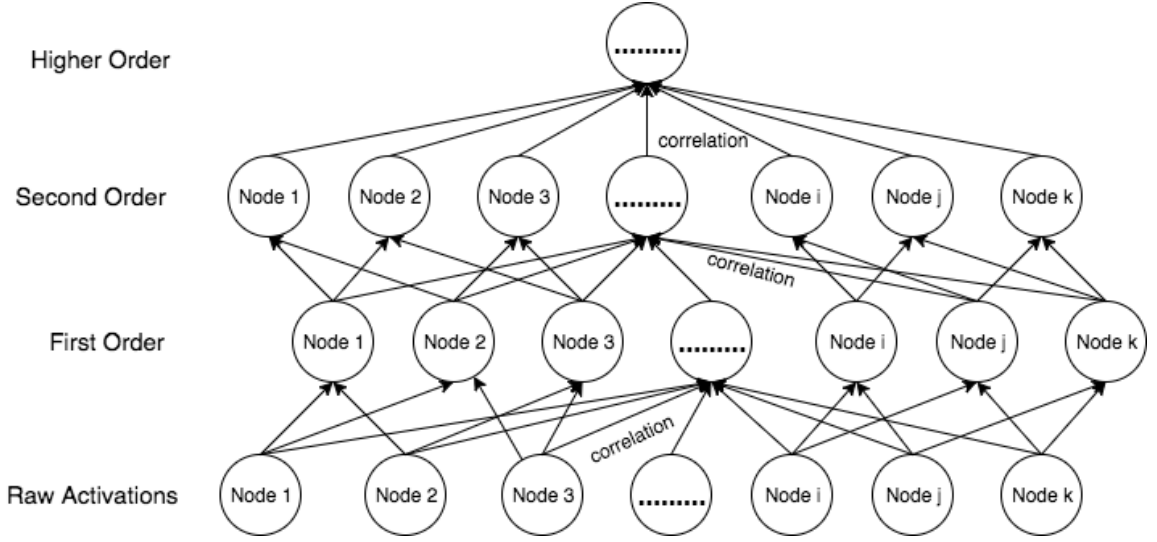 Higher Order
.........
correlation
Second Order
Node 1
Node 2
Node 3
.........
Node i
Node j
Node k
correlation
First Order
Node 1
Node 2
Node 3
.........
Node i
Node j
Node k
correlation
Raw Activations
Node 1
Node 2
Node 3
.........
Node i
Node j
Node k